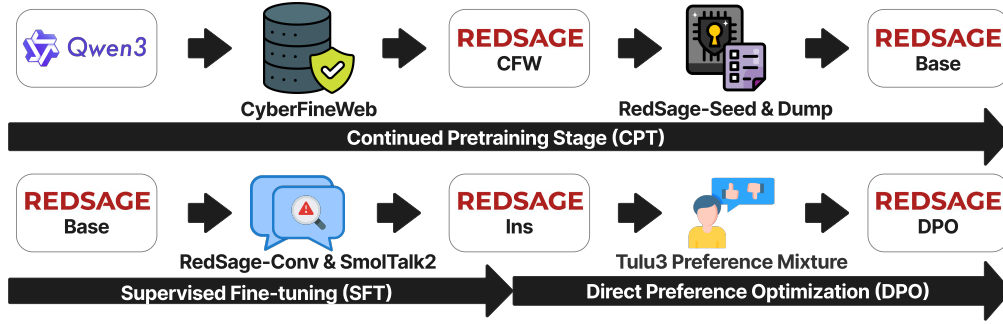 Qwen3
REDSAGE
CFW
REDSAGE
Base
CyberFineWeb
RedSage-Seed & Dump
Continued Pretraining Stage (CPT)
REDSAGE
Base
REDSAGE
Ins
REDSAGE
DPO
RedSage-Conv & SmolTalk2
Tulu3 Preference Mixture
Supervised Fine-tuning (SFT)
Direct Preference Optimization (DPO)